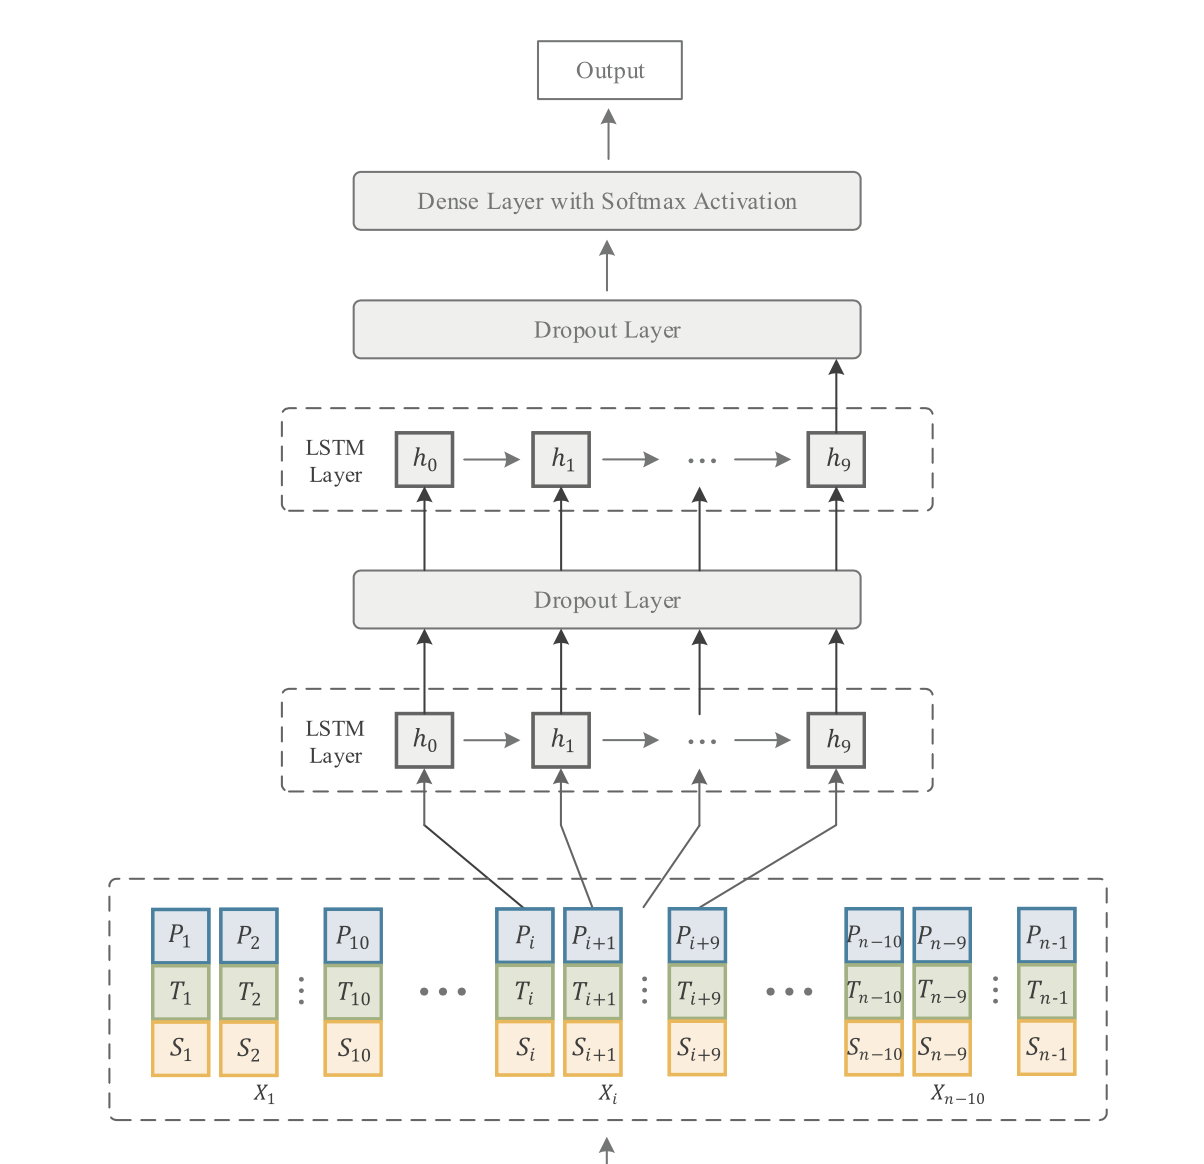 Output
Dense Layer with Softmax Activation
Dropout Layer
LSTM
Layer
h₀ h₁ ... h₉
Dropout Layer
LSTM
Layer
h₀ h₁ ... h₉
P₁ P₂ P₁₀ Pᵢ Pᵢ₊₁ Pᵢ₊₉ Pₙ₋₁₀ Pₙ₋₉ Pₙ₋₁
T₁ T₂ ⋮ T₁₀ ... Tᵢ Tᵢ₊₁ ⋮ Tᵢ₊₉ ... Tₙ₋₁₀ Tₙ₋₉ ⋮ Tₙ₋₁
S₁ S₂ S₁₀ Sᵢ Sᵢ₊₁ Sᵢ₊₉ Sₙ₋₁₀ Sₙ₋₉ Sₙ₋₁
X₁ Xᵢ Xₙ₋₁₀